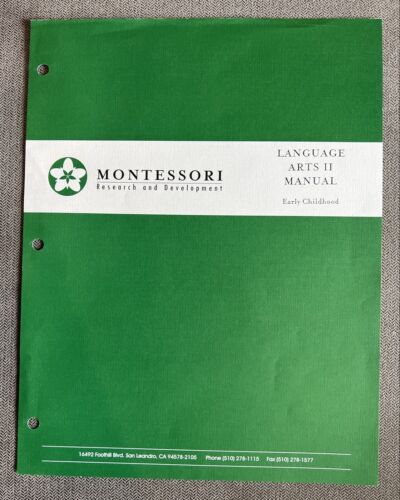 MONTESSORI
Research and Development
LANGUAGE
ARTS II
MANUAL
Early Childhood
16492 Foothill Blvd. San Leandro, CA 94578-2105 Phone (510) 278-1115 Fax (510) 278-1577